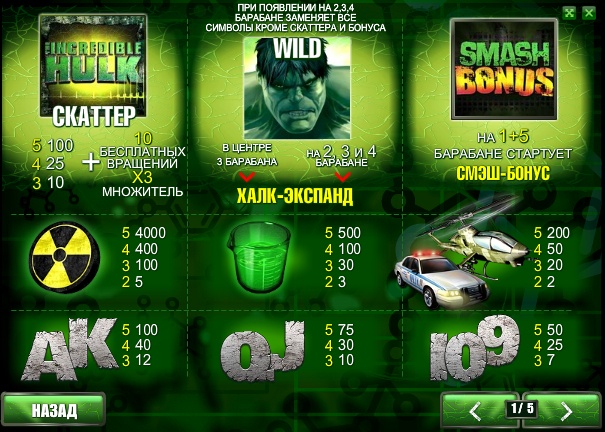 ПРИ ПОЯВЛЕНИИ НА 2,3,4
БАРАБАНЕ ЗАМЕНЯЕТ ВСЕ
СИМВОЛЫ КРОМЕ СКАТТЕРА И БОНУСА
THE INCREDIBLE
HULK
СКАТТЕР
5 100
4 25
3 10
+
10
БЕСПЛАТНЫХ
ВРАЩЕНИЙ
X3
МНОЖИТЕЛЬ
WILD
В ЦЕНТРЕ
3 БАРАБАНА
НА 2, 3 И 4
БАРАБАНЕ
ХАЛК-ЭКСПАНД
SMASH
BONUS
НА 1+5
БАРАБАНЕ СТАРТУЕТ
СМЭШ-БОНУС
5 4000
4 400
3 100
2 5
5 500
4 100
3 30
2 3
5 200
4 50
3 20
2 2
AK
5 100
4 40
3 12
QJ
5 75
4 30
3 10
109
5 50
4 25
3 7
НАЗАД
1/5